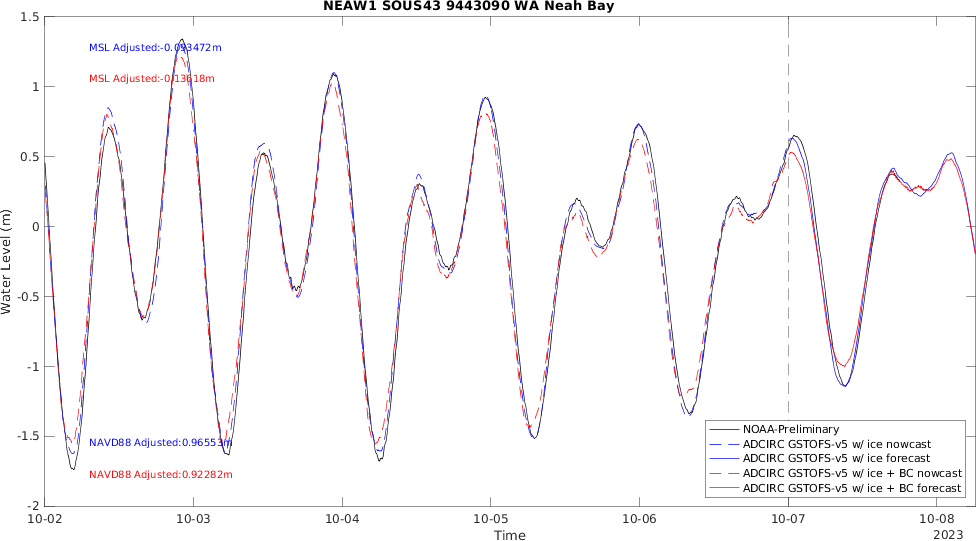 NEAW1 SOUS43 9443090 WA Neah Bay
1.5
MSL Adjusted:-0.093472m
MSL Adjusted:-0.13618m
1
0.5
0
-0.5
-1
-1.5
-2
Water Level (m)
NAVD88 Adjusted:0.96553m
NAVD88 Adjusted:0.92282m
NOAA-Preliminary
ADCIRC GSTOFS-v5 w/ ice nowcast
ADCIRC GSTOFS-v5 w/ ice forecast
ADCIRC GSTOFS-v5 w/ ice + BC nowcast
ADCIRC GSTOFS-v5 w/ ice + BC forecast
10-02 10-03 10-04 10-05 10-06 10-07 10-08
Time
2023